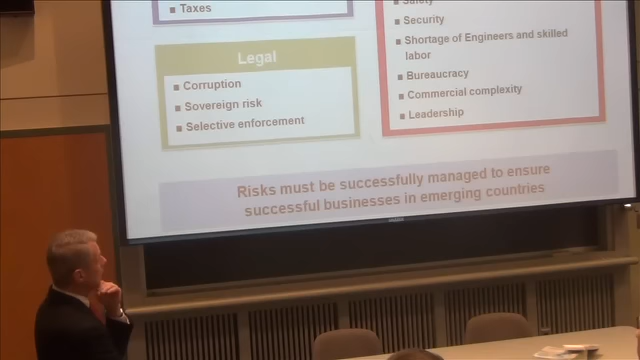 ■ Taxes
Legal
■ Corruption
■ Sovereign risk
■ Selective enforcement
■ Safety
■ Security
■ Shortage of Engineers and skilled
labor
■ Bureaucracy
■ Commercial complexity
■ Leadership
Risks must be successfully managed to ensure
successful businesses in emerging countries